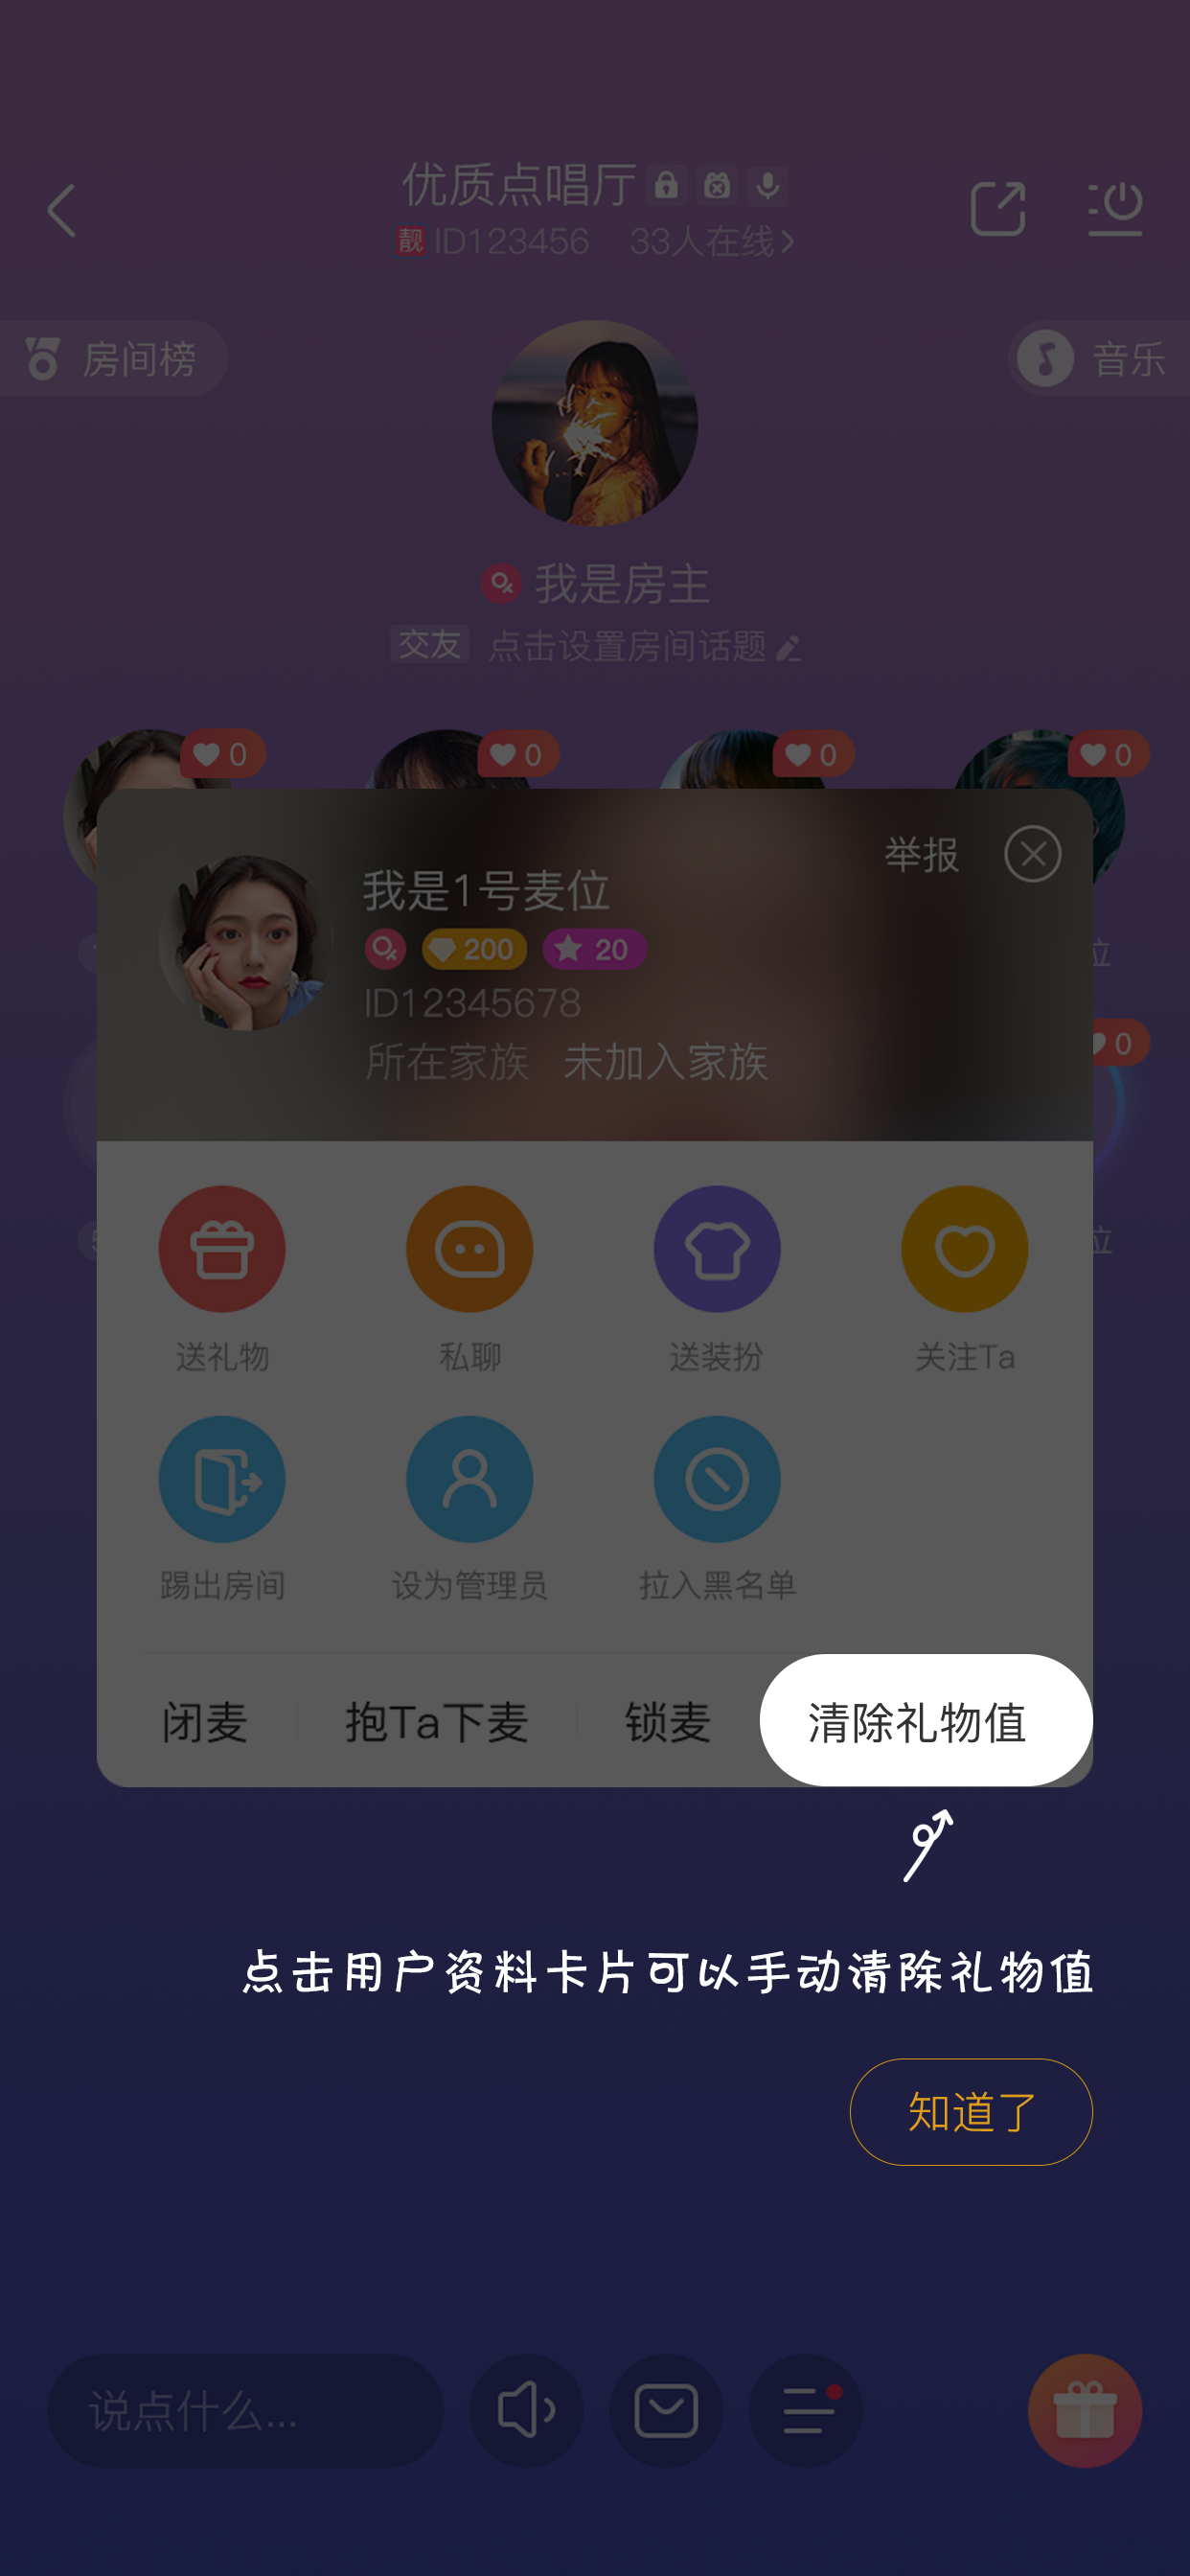 优质点唱厅
靓 ID123456 33人在线
房间榜
音乐
我是房主
交友 点击设置房间话题
0 0 0 0
举报
我是1号麦位
200 20
ID12345678
所在家族 未加入家族
位
0
送礼物 私聊 送装扮 关注Ta
位
踢出房间 设为管理员 拉入黑名单
闭麦 抱Ta下麦 锁麦 清除礼物值
点击用户资料卡片可以手动清除礼物值
知道了
说点什么...